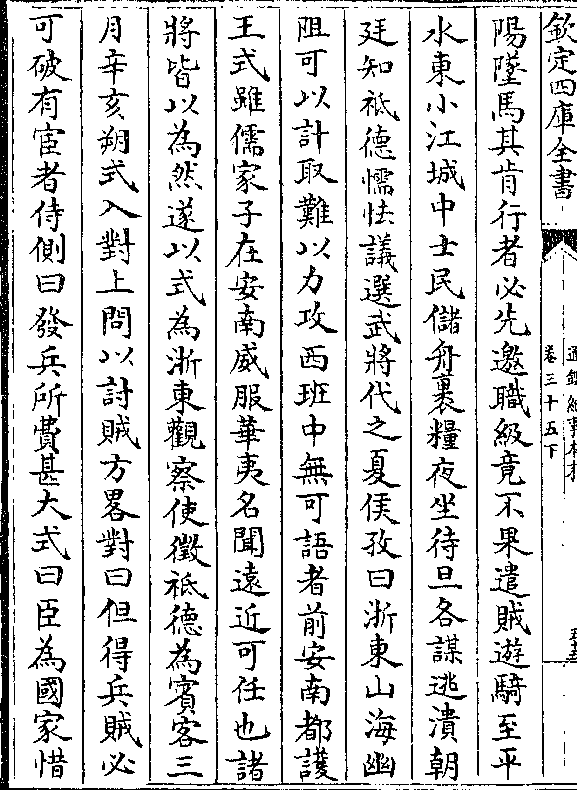 欽定四庫全書
通鑑紀事本末
卷三十五下
陽墜馬其肯行者必先邀職級竟不果遣賊遊騎至平
水東小江城中士民儲舟裹糧夜坐待旦各謀逃潰朝
廷知祗德懦怯議選武將代之夏侯孜曰浙東山海幽
阻可以計取難以力攻西班中無可語者前安南都護
王式雖儒家子在安南威服華夷名聞遠近可任也諸
將皆以為然遂以式為浙東觀察使徵祗德為賓客三
月辛亥朔式入對上問以討賊方畧對曰但得兵賊必
可破有宦者侍側曰發兵所費甚大式曰臣為國家惜